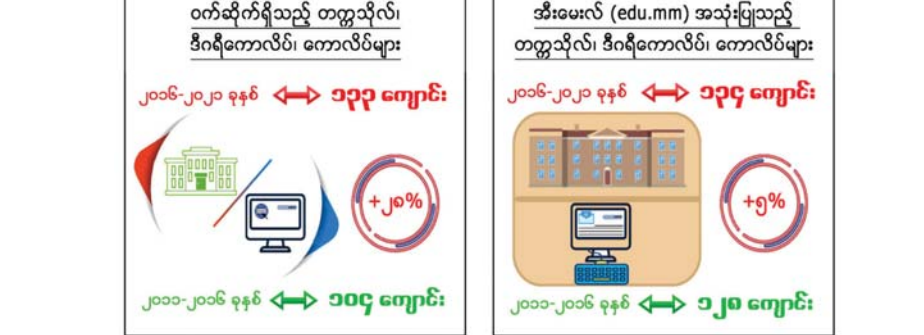 ဝက်ဆိုက်ရှိသည့် တက္ကသိုလ်၊
ဒီဂရီကောလိပ်၊ ကောလိပ်များ
၂၀၁၆-၂၀၂၁ ခုနှစ် ၁၃၃ ကျောင်း
+၂၈%
၂၀၁၁-၂၀၁၆ ခုနှစ် ၁၀၄ ကျောင်း
အီးမေးလ် (edu.mm) အသုံးပြုသည့်
တက္ကသိုလ်၊ ဒီဂရီကောလိပ်၊ ကောလိပ်များ
၂၀၁၆-၂၀၂၁ ခုနှစ် ၁၃၄ ကျောင်း
+၅%
၂၀၁၁-၂၀၁၆ ခုနှစ် ၁၂၈ ကျောင်း